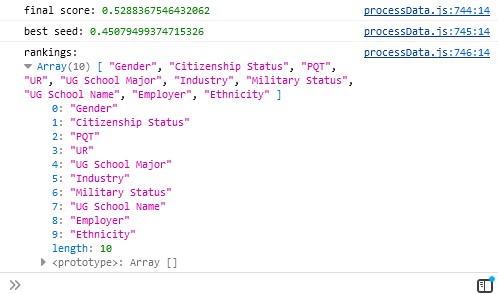 final score: 0.5288367546432062 processData.js:744:14
best seed: 0.45079499374715326 processData.js:745:14
rankings: processData.js:746:14
Array(10) [ "Gender", "Citizenship Status", "PQT",
"UR", "UG School Major", "Industry", "Military Status",
"UG School Name", "Employer", "Ethnicity" ]
0: "Gender"
1: "Citizenship Status"
2: "PQT"
3: "UR"
4: "UG School Major"
5: "Industry"
6: "Military Status"
7: "UG School Name"
8: "Employer"
9: "Ethnicity"
length: 10
<prototype>: Array []